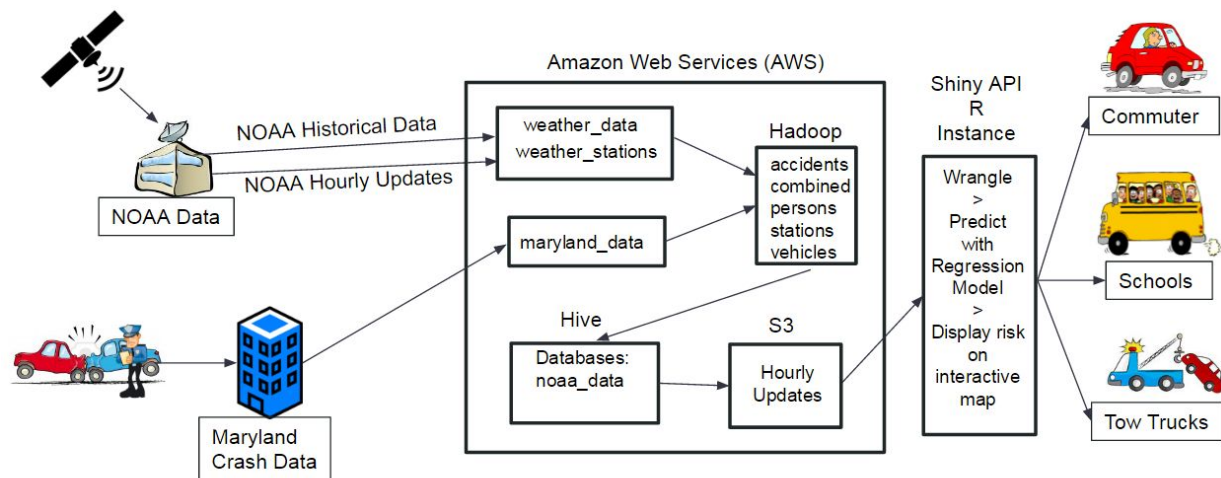 Amazon Web Services (AWS)
NOAA Historical Data
NOAA Hourly Updates
NOAA Data
weather_data
weather_stations
maryland_data
Maryland
Crash Data
Hadoop
accidents
combined
persons
stations
vehicles
Hive
Databases:
noaa_data
S3
Hourly
Updates
Shiny API
R
Instance
Wrangle
>
Predict
with
Regression
Model
>
Display risk on
interactive
map
Commuter
Schools
Tow Trucks